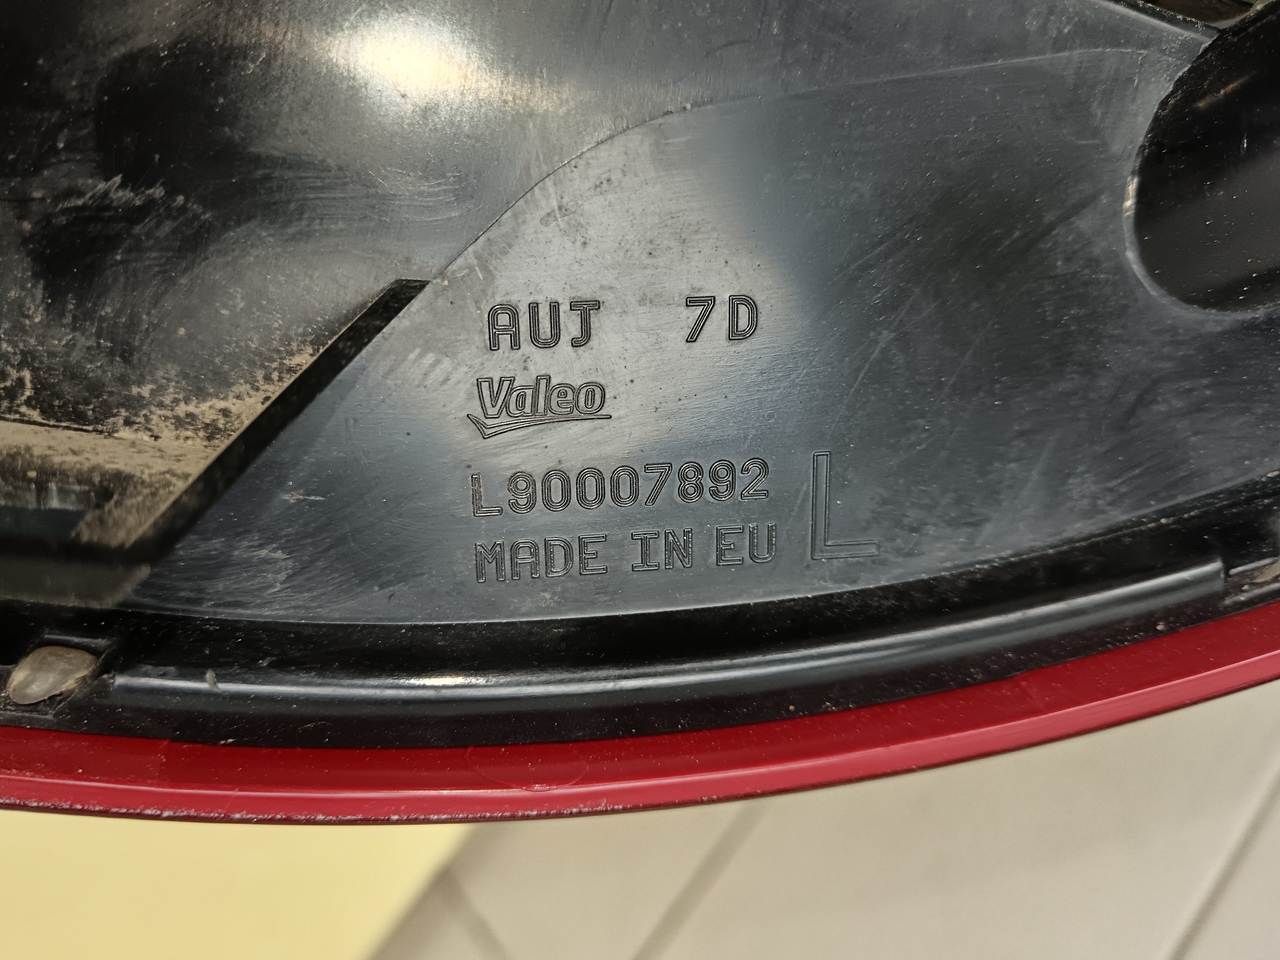 AUJ 7D
Valeo
L90007892 L
MADE IN EU